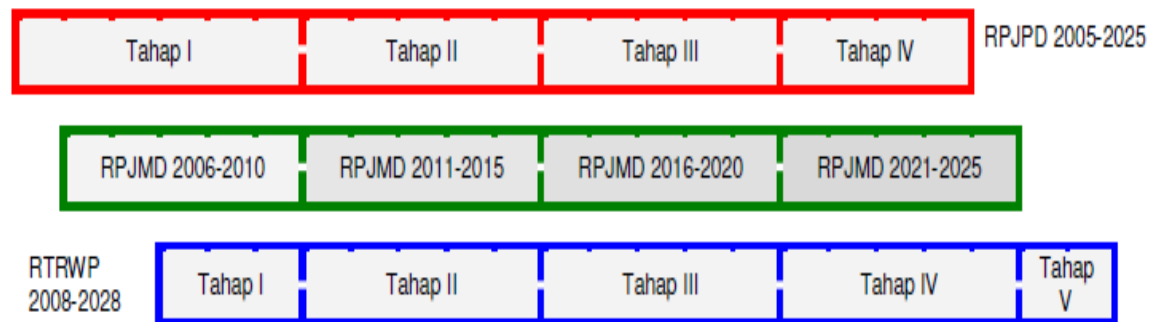 Tahap I
Tahap II
Tahap III
Tahap IV
RPJPD 2005-2025
RPJMD 2006-2010
RPJMD 2011-2015
RPJMD 2016-2020
RPJMD 2021-2025
RTRWP
2008-2028
Tahap I
Tahap II
Tahap III
Tahap IV
Tahap
V